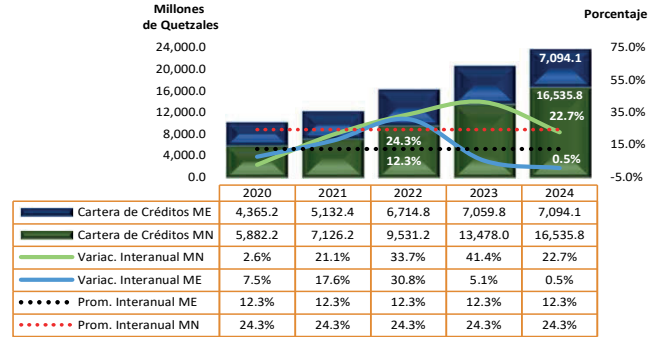 Millones
de Quetzales
Porcentaje
24,000.0
20,000.0
16,000.0
12,000.0
8,000.0
4,000.0
0.0
75.0%
55.0%
35.0%
15.0%
-5.0%
7,094.1
16,535.8
22.7%
24.3%
12.3%
0.5%
2020 2021 2022 2023 2024
Cartera de Créditos ME 4,365.2 5,132.4 6,714.8 7,059.8 7,094.1
Cartera de Créditos MN 5,882.2 7,126.2 9,531.2 13,478.0 16,535.8
Variac. Interanual MN 2.6% 21.1% 33.7% 41.4% 22.7%
Variac. Interanual ME 7.5% 17.6% 30.8% 5.1% 0.5%
Prom. Interanual ME 12.3% 12.3% 12.3% 12.3% 12.3%
Prom. Interanual MN 24.3% 24.3% 24.3% 24.3% 24.3%